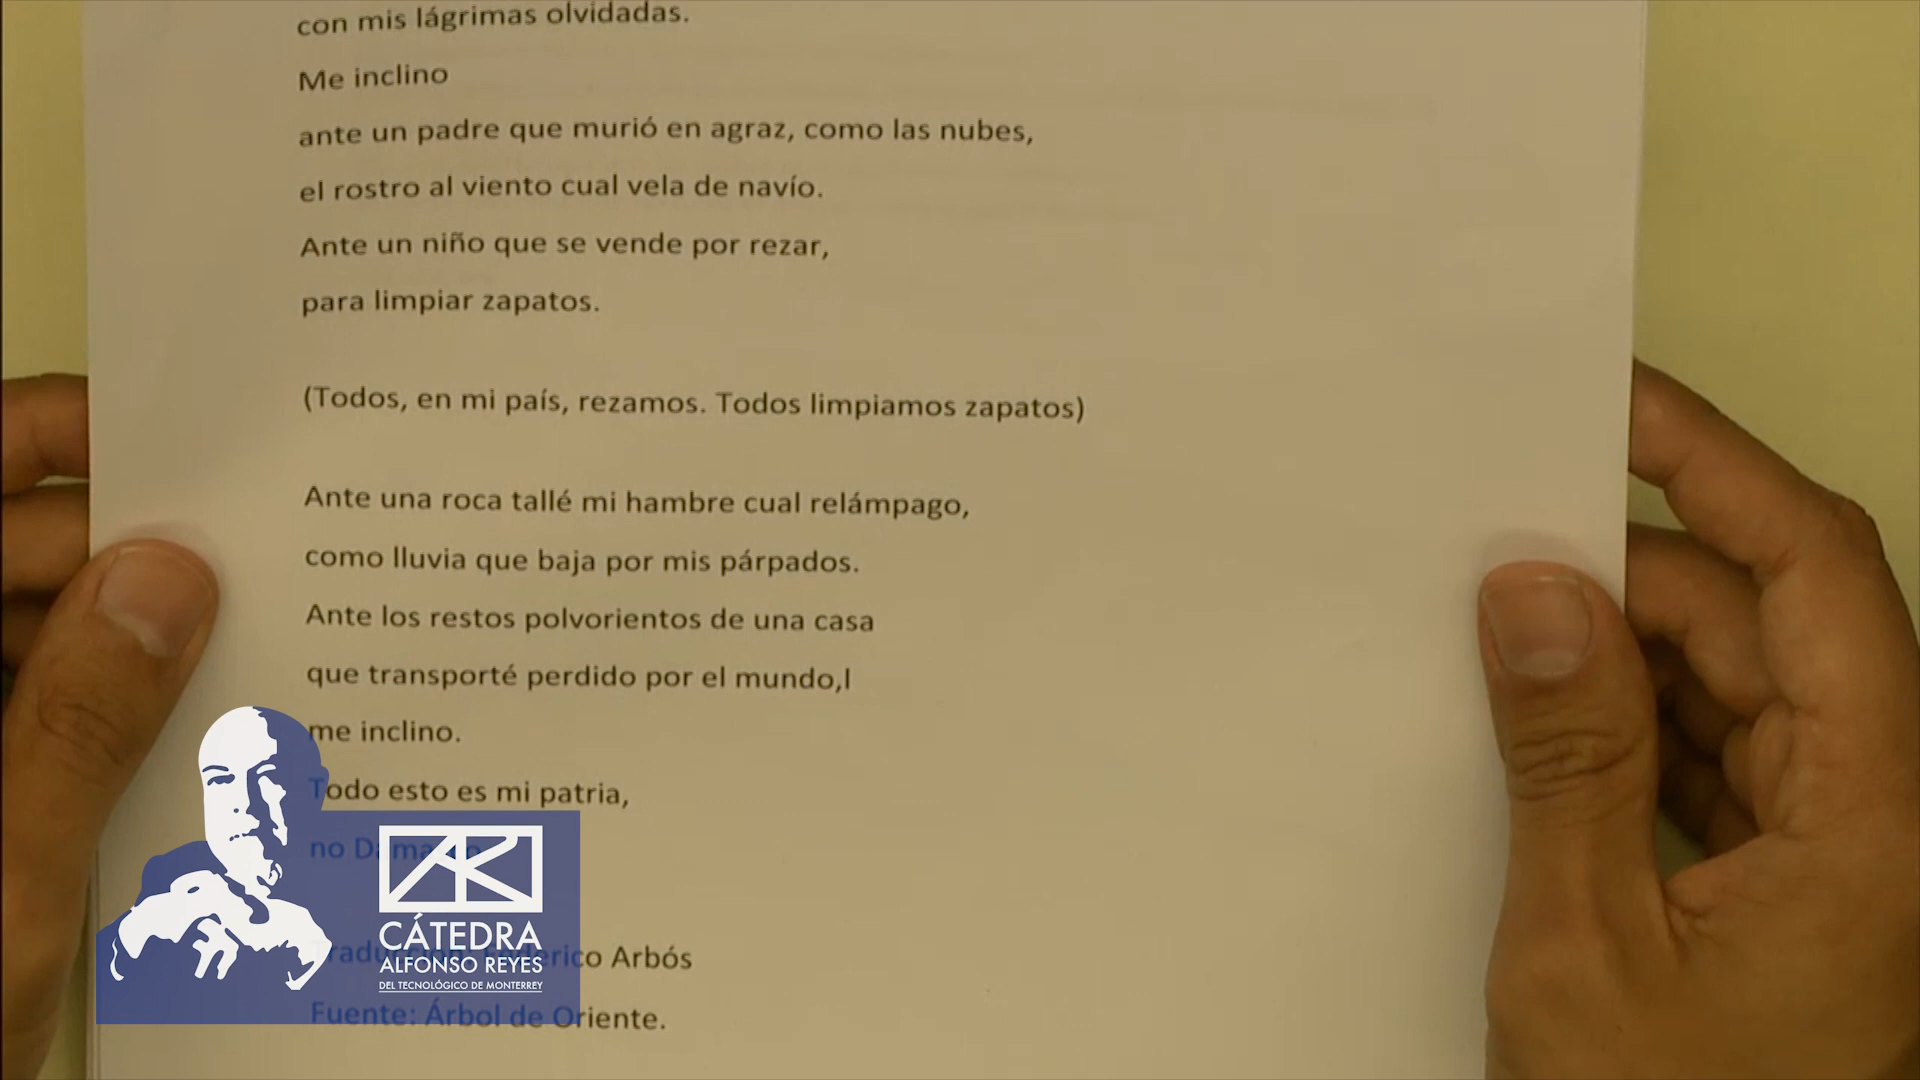 con mis lágrimas olvidadas.
Me inclino
ante un padre que murió en agraz, como las nubes,
el rostro al viento cual vela de navío.
Ante un niño que se vende por rezar,
para limpiar zapatos.
(Todos, en mi país, rezamos. Todos limpiamos zapatos)
Ante una roca tallé mi hambre cual relámpago,
como lluvia que baja por mis párpados.
Ante los restos polvorientos de una casa
que transporté perdido por el mundo,l
me inclino.
Todo esto es mi patria,
no Damasco
Traducción: Federico Arbós
Fuente: Árbol de Oriente.
CÁTEDRA
ALFONSO REYES
DEL TECNOLÓGICO DE MONTERREY